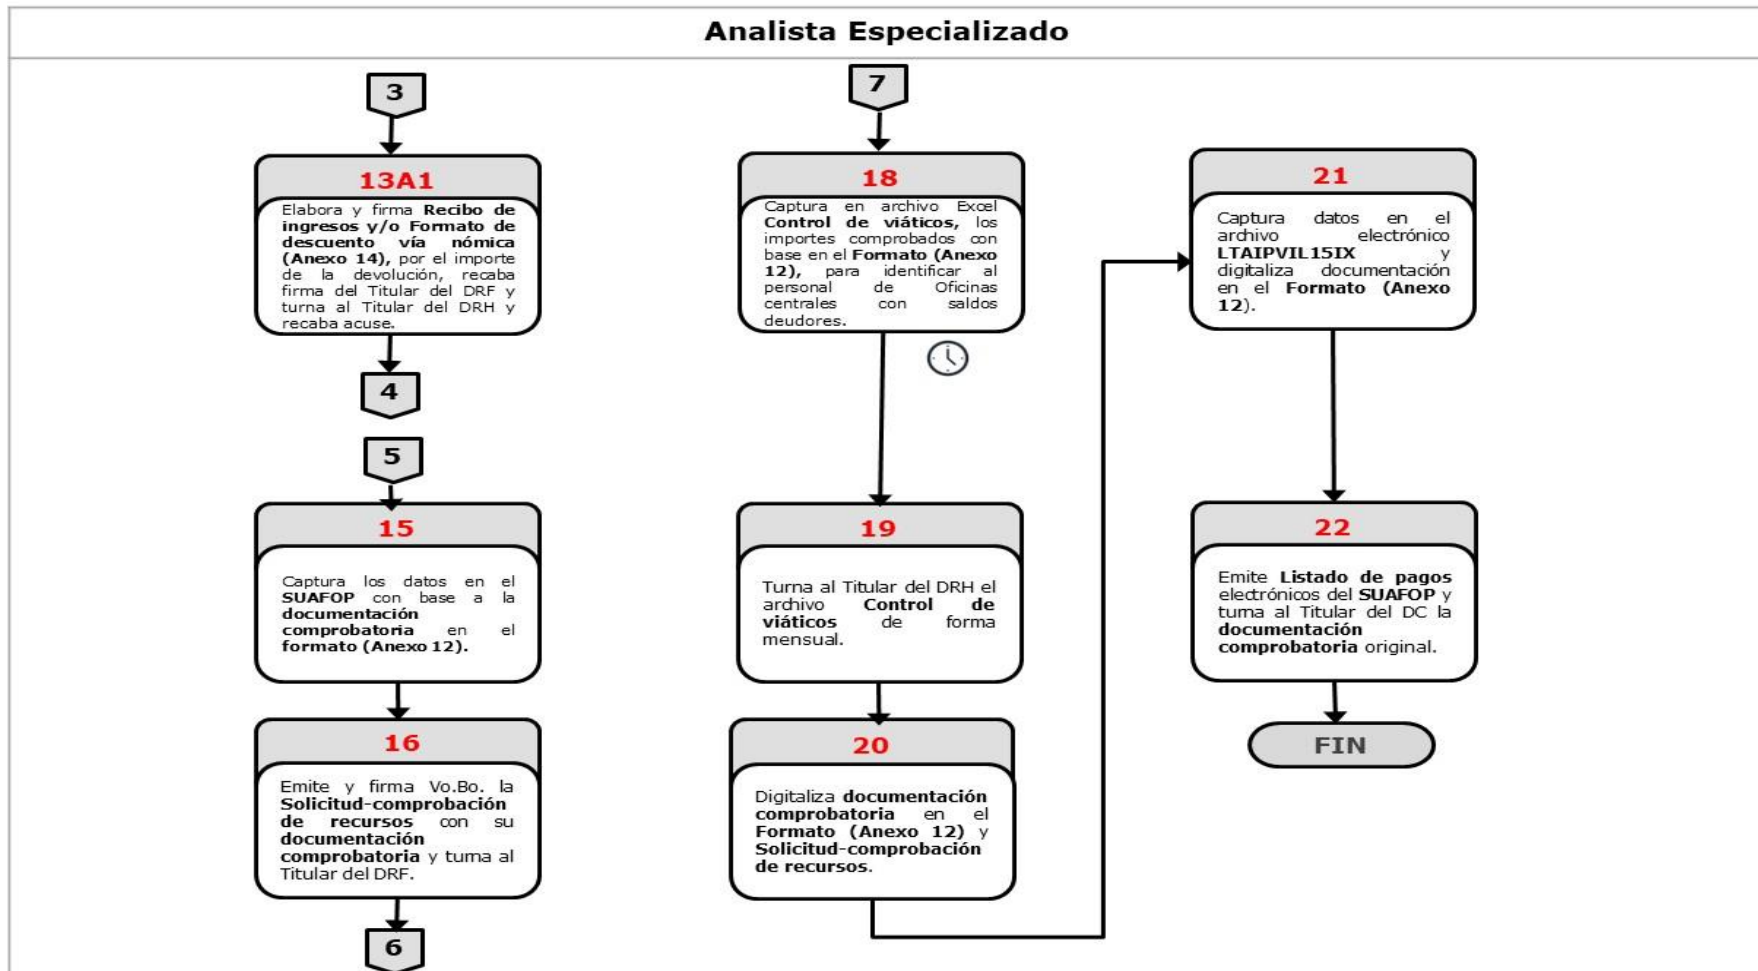 Analista Especializado
3
13A1
Elabora y firma Recibo de
ingresos y/o Formato de
descuento vía nómica
(Anexo 14), por el importe
de la devolución, recaba
firma del Titular del DRF y
turna al Titular del DRH y
recaba acuse.
4
5
15
Captura los datos en el
SUAFOP con base a la
documentación
comprobatoria en el
formato (Anexo 12).
16
Emite y firma Vo.Bo. la
Solicitud-comprobación
de recursos con su
documentación
comprobatoria y turna al
Titular del DRF.
6
7
18
Captura en archivo Excel
Control de viáticos, los
importes comprobados con
base en el Formato (Anexo
12), para identificar al
personal de Oficinas
centrales con saldos
deudores.
19
Turna al Titular del DRH el
archivo Control de
viáticos de forma
mensual.
20
Digitaliza documentación
comprobatoria en el
Formato (Anexo 12) y
Solicitud-comprobación
de recursos.
21
Captura datos en el
archivo electrónico
LTAIPVIL15IX y
digitaliza documentación
en el Formato (Anexo
12).
22
Emite Listado de pagos
electrónicos del SUAFOP y
turna al Titular del DC la
documentación
comprobatoria original.
FIN